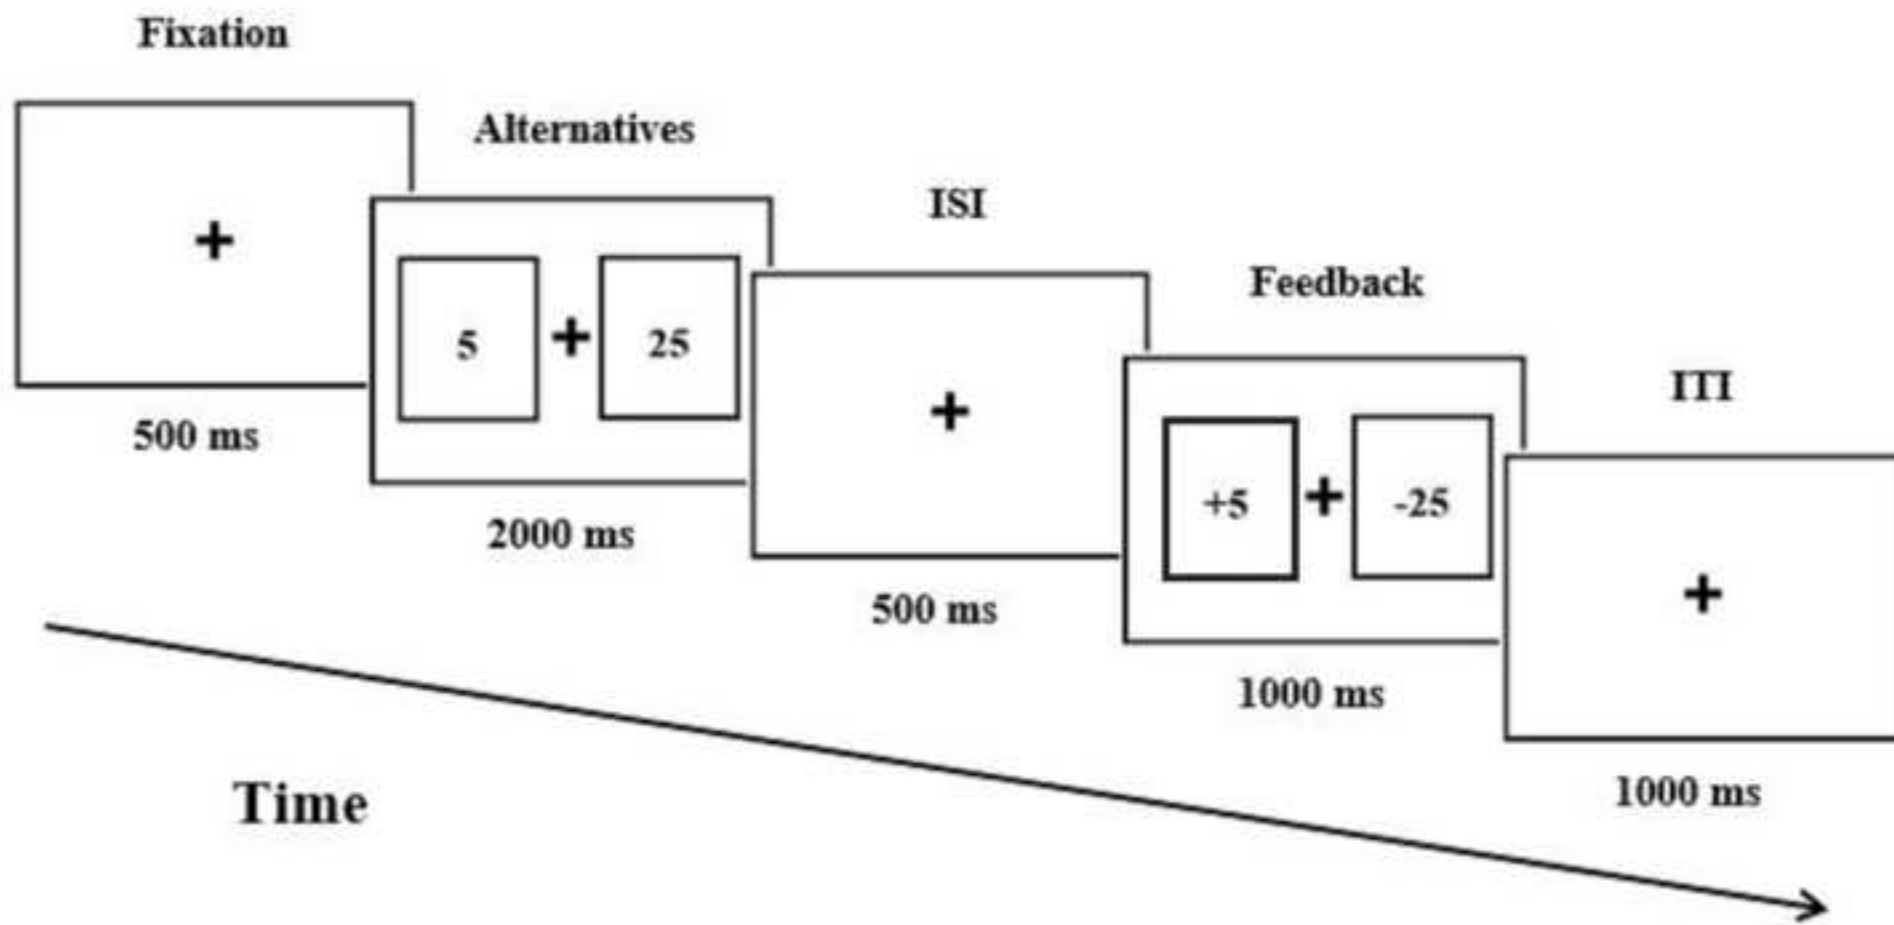 Fixation
+
500 ms
Alternatives
5 + 25
2000 ms
ISI
+
500 ms
Feedback
+5 + -25
1000 ms
ITI
+
1000 ms
Time